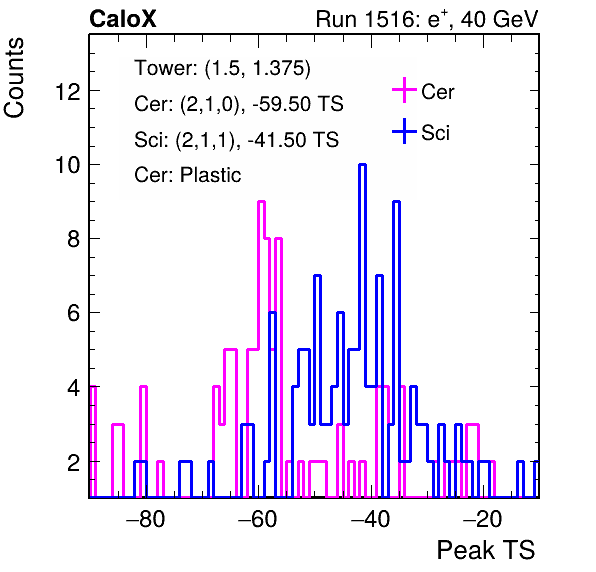 CaloX Run 1516: e+, 40 GeV
Counts
Tower: (1.5, 1.375)
Cer: (2,1,0), -59.50 TS
Sci: (2,1,1), -41.50 TS
Cer: Plastic
Cer
Sci
12
10
8
6
4
2
−80 −60 −40 −20
Peak TS